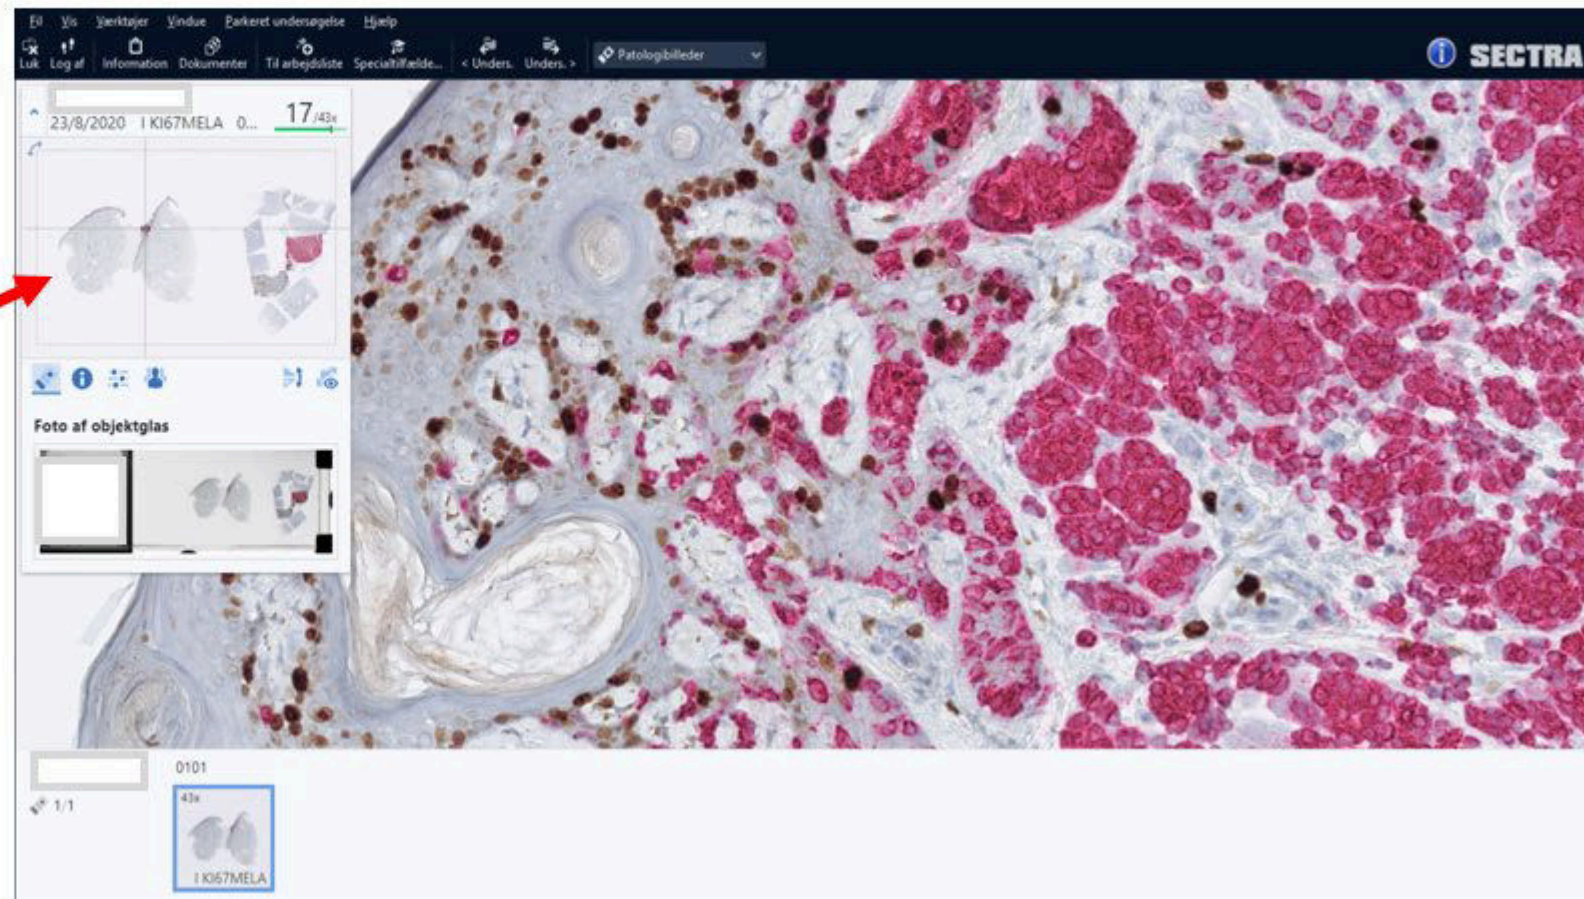 Fil Vis Værktøjer Vindue Parkeret undersøgelse Hjælp
Luk Log af Information Dokumenter Til arbejdsliste Specialtilfælde... < Unders. Unders. > Patologibilleder
SECTRA
23/8/2020 I KI67MELA 0... 17/43x
Foto af objektglas
0101
1/1
43x
I KI67MELA